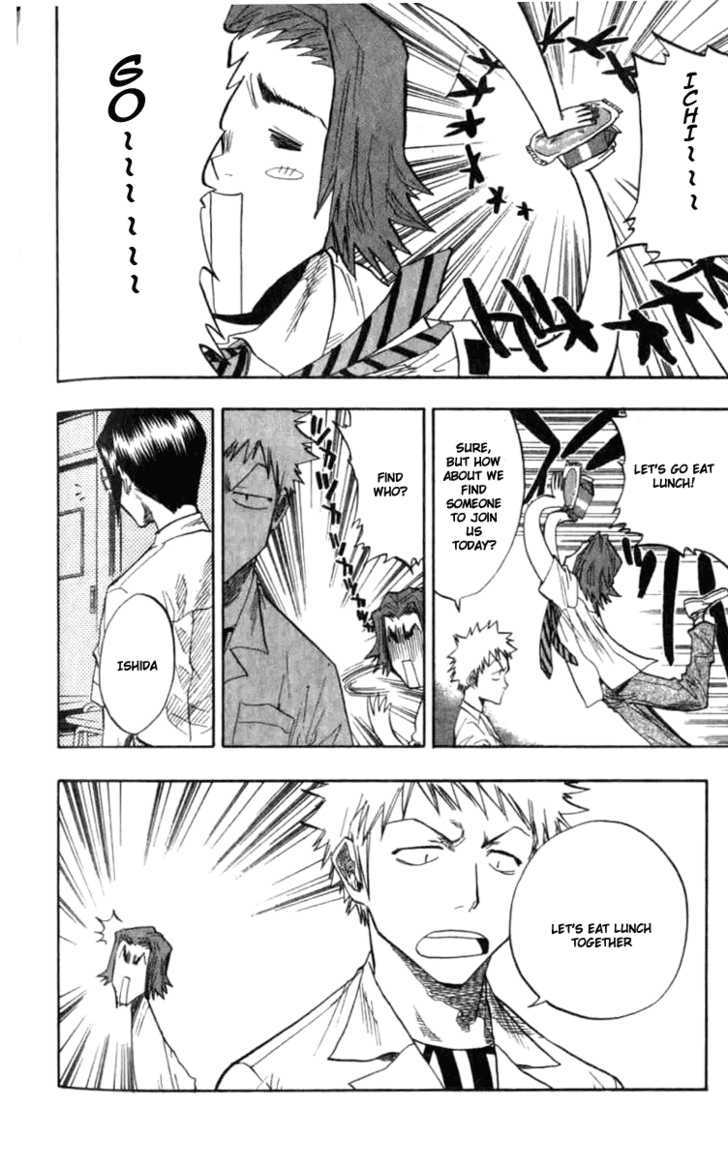 ICHI~~~
GO~~~~~~
LET'S GO EAT
LUNCH!
SURE,
BUT HOW
ABOUT WE
FIND
SOMEONE
TO JOIN
US
TODAY?
FIND
WHO?
ISHIDA
LET'S EAT LUNCH
TOGETHER